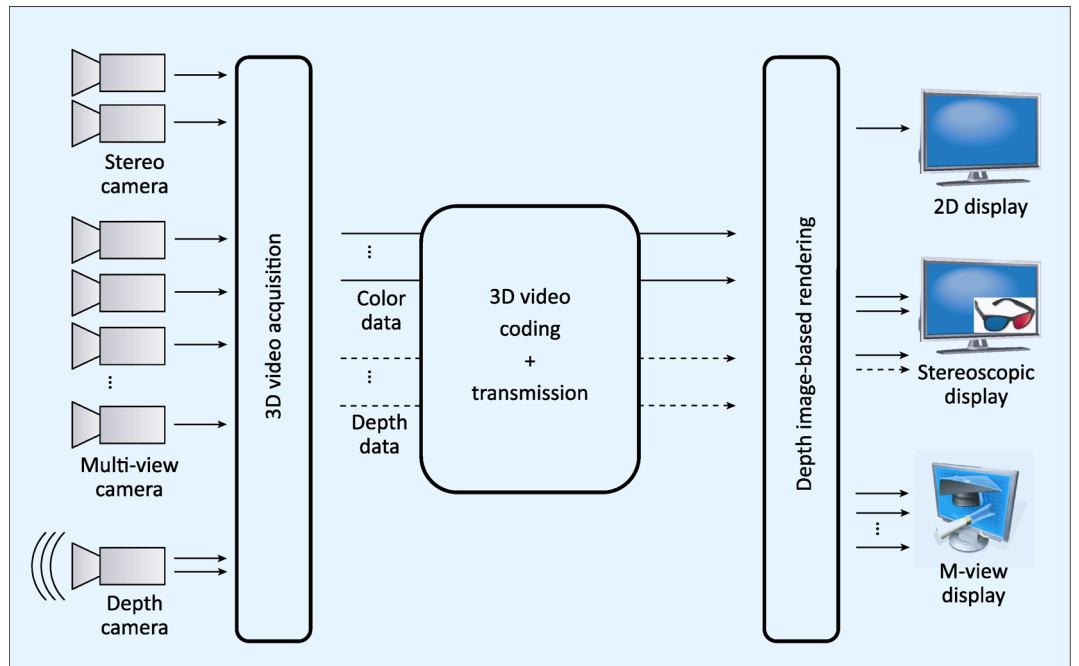 Stereo
camera
Multi-view
camera
Depth
camera
3D video acquisition
Color
data
Depth
data
3D video
coding
+
transmission
Depth image-based rendering
2D display
Stereoscopic
display
M-view
display